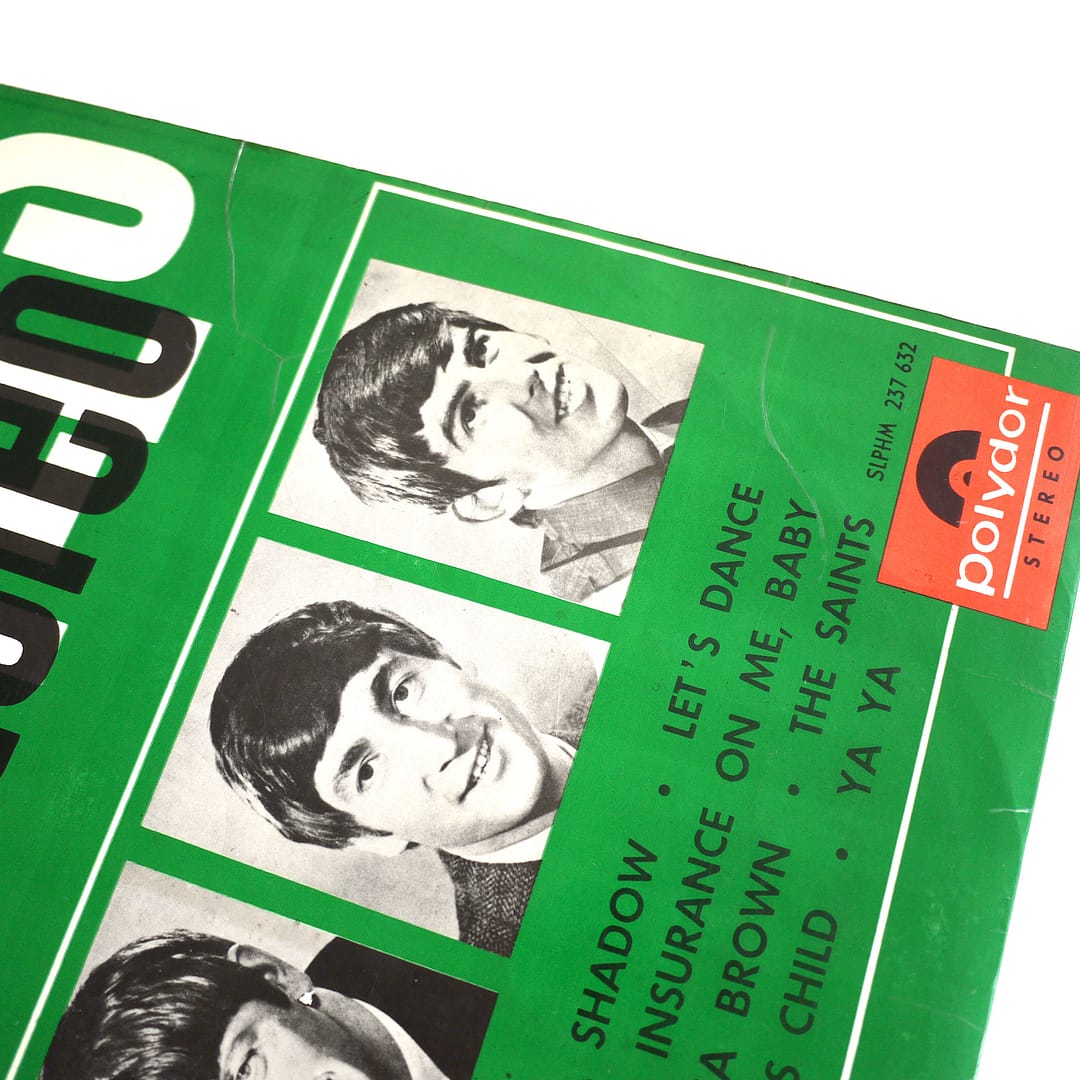 SHADOW • LET'S DANCE
INSURANCE ON ME, BABY
A BROWN • THE SAINTS
S CHILD • YA YA
SLPHM 237 632
polydor
STEREO